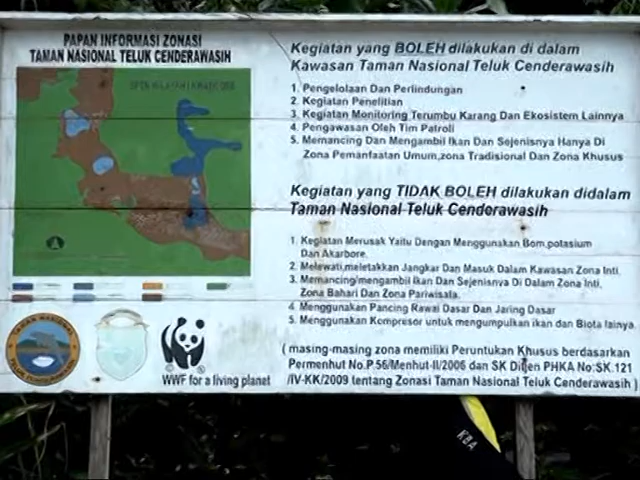 PAPAN INFORMASI ZONASI
TAMAN NASIONAL TELUK CENDERAWASIH
Kegiatan yang BOLEH dilakukan di dalam
Kawasan Taman Nasional Teluk Cenderawasih
1. Pengelolaan Dan Perlindungan
2. Kegiatan Penelitian
3. Kegiatan Monitoring Terumbu Karang Dan Ekosistem Lainnya
4. Pengawasan Oleh Tim Patroli
5. Memancing Dan Mengambil Ikan Dan Sejenisnya Hanya Di
Zona Pemanfaatan Umum,zona Tradisional Dan Zona Khusus
Kegiatan yang TIDAK BOLEH dilakukan didalam
Taman Nasional Teluk Cenderawasih
1. Kegiatan Merusak Yaitu Dengan Menggunakan Bom,potasium
Dan Akarbore.
2. Melewati,meletakkan Jangkar Dan Masuk Dalam Kawasan Zona Inti.
3. Memancing/mengambil Ikan Dan Sejenisnya Di Dalam Zona Inti,
Zona Bahari Dan Zona Pariwisata.
4 Menggunakan Pancing Rawai Dasar Dan Jaring Dasar
5. Menggunakan Kompresor untuk mengumpulkan ikan dan Biota lainya.
( masing-masing zona memiliki Peruntukan Khusus berdasarkan
Permenhut No.P.56/Menhut-II/2006 dan SK Dirjen PHKA No:SK.121
/IV-KK/2009 tentang Zonasi Taman Nasional Teluk Cenderawasih )
TAMAN NASIONAL
TELUK CENDERAWASIH
WWF
WWF for a living planet